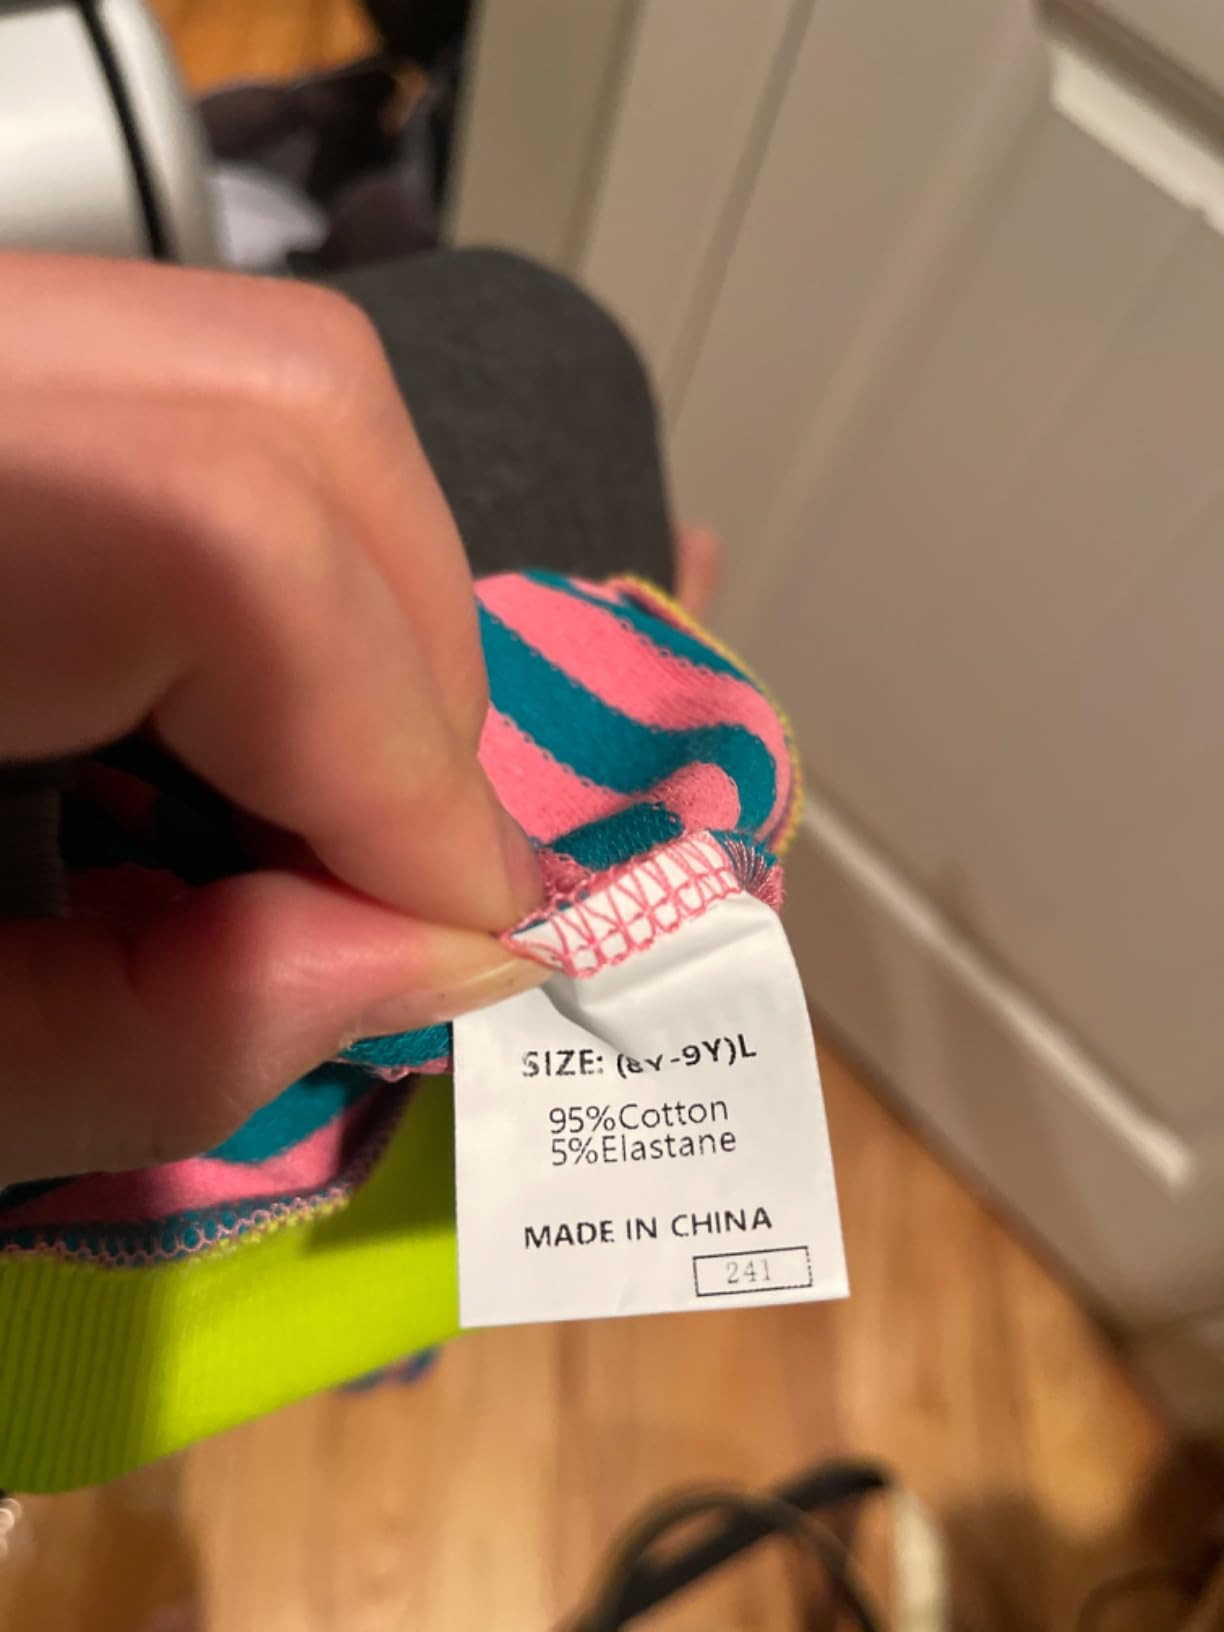 SIZE: (8Y-9Y)L
95%Cotton
5%Elastane
MADE IN CHINA
241